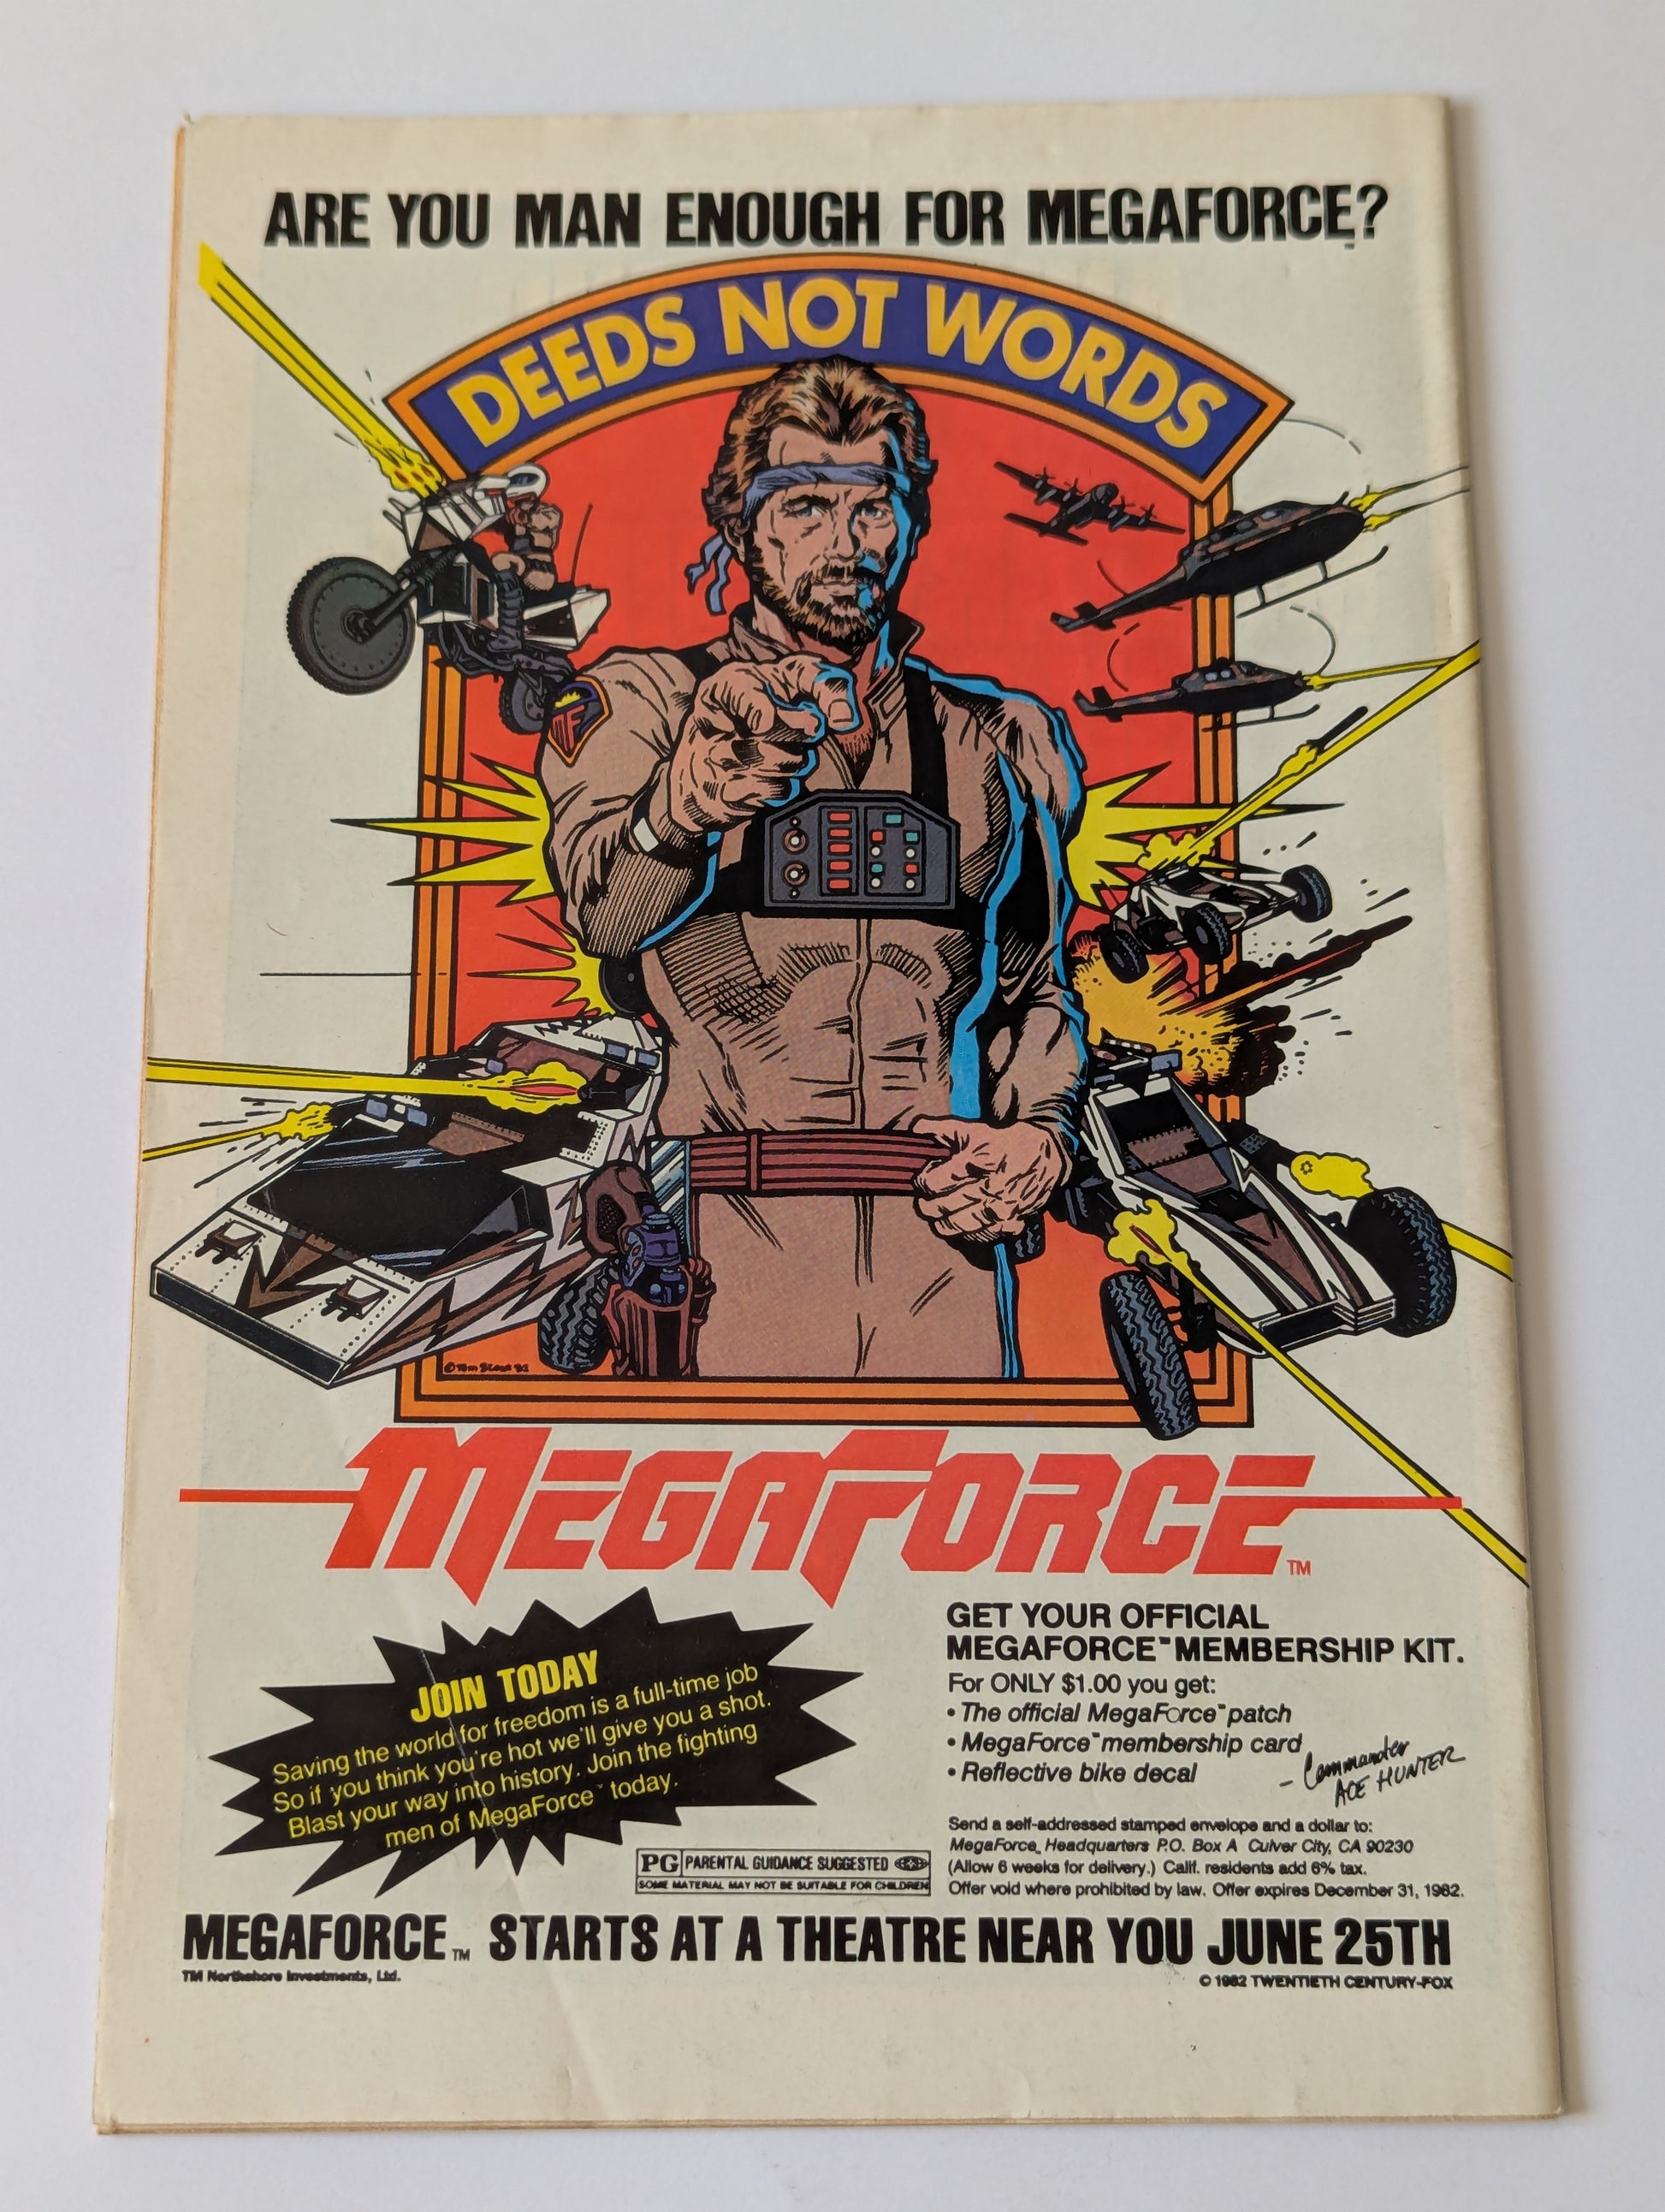 ARE YOU MAN ENOUGH FOR MEGAFORCE?
DEEDS NOT WORDS
MF
MEGAFORCE™
JOIN TODAY
Saving the world for freedom is a full-time job
So if you think you're hot we'll give you a shot.
Blast your way into history. Join the fighting
men of MegaForce™ today.
PG PARENTAL GUIDANCE SUGGESTED
SOME MATERIAL MAY NOT BE SUITABLE FOR CHILDREN
GET YOUR OFFICIAL
MEGAFORCE™ MEMBERSHIP KIT.
For ONLY $1.00 you get:
• The official MegaForce™ patch
• MegaForce™ membership card
• Reflective bike decal
- Commander
ACE HUNTER
Send a self-addressed stamped envelope and a dollar to:
MegaForce™ Headquarters P.O. Box A Culver City, CA 90230
(Allow 6 weeks for delivery.) Calif. residents add 6% tax.
Offer void where prohibited by law. Offer expires December 31, 1982.
MEGAFORCE™ STARTS AT A THEATRE NEAR YOU JUNE 25TH
TM Northshore Investments, Ltd.
© 1982 TWENTIETH CENTURY-FOX